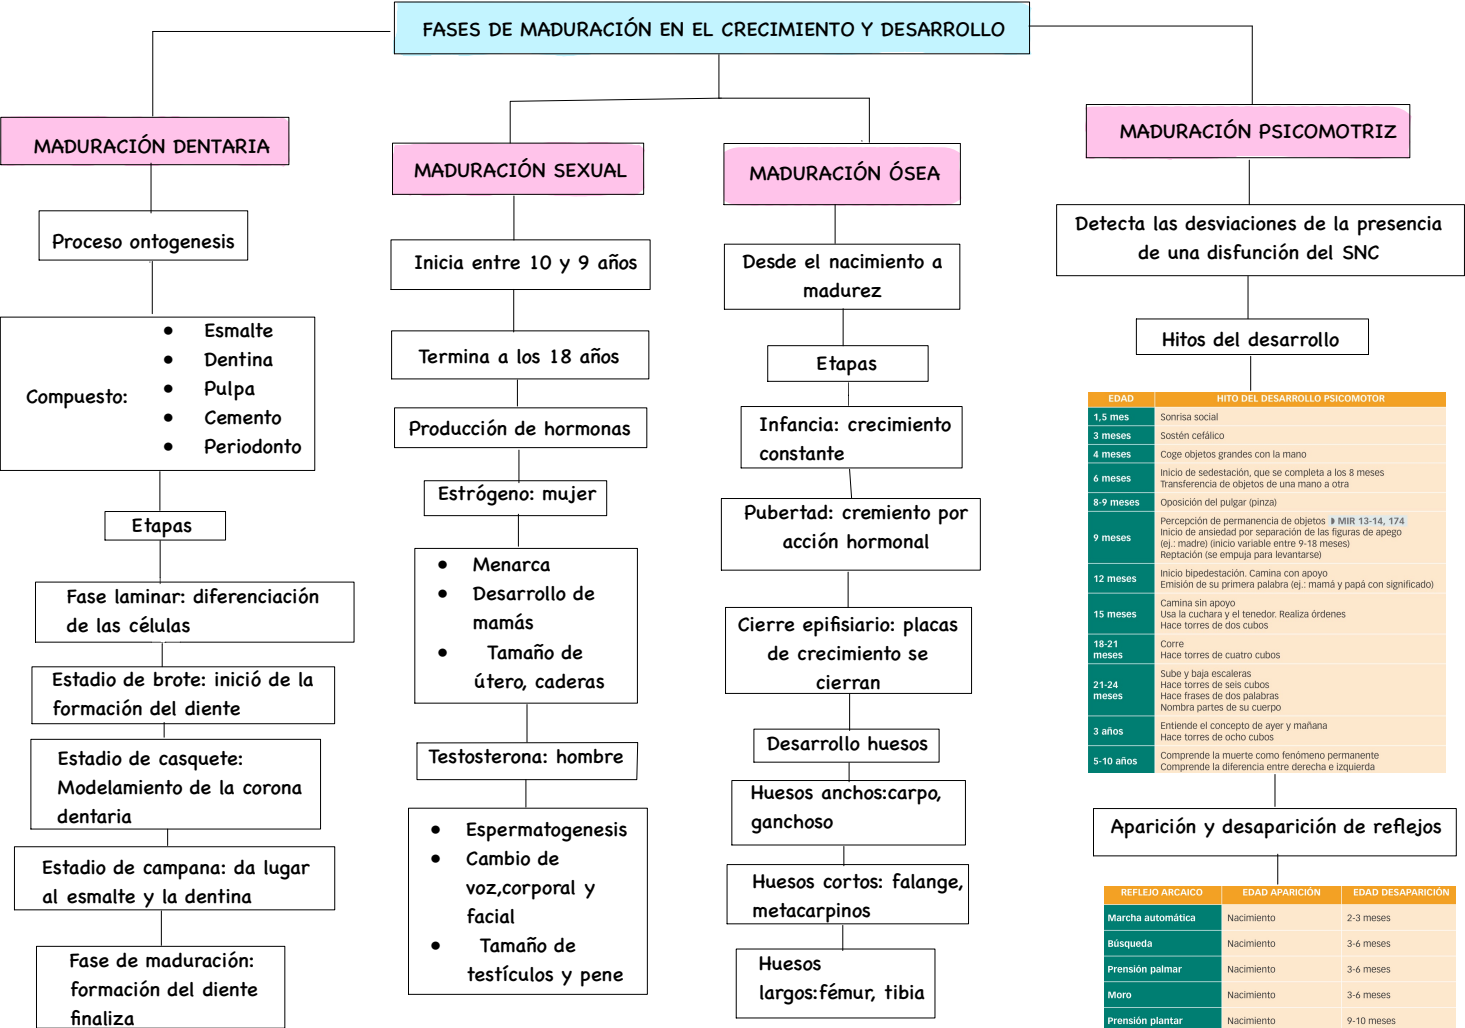 FASES DE MADURACIÓN EN EL CRECIMIENTO Y DESARROLLO
MADURACIÓN DENTARIA
Proceso ontogenesis
Compuesto:
● Esmalte
● Dentina
● Pulpa
● Cemento
● Periodonto
Etapas
Fase laminar: diferenciación
de las células
Estadio de brote: inició de la
formación del diente
Estadio de casquete:
Modelamiento de la corona
dentaria
Estadio de campana: da lugar
al esmalte y la dentina
Fase de maduración:
formación del diente
finaliza
MADURACIÓN SEXUAL
Inicia entre 10 y 9 años
Termina a los 18 años
Producción de hormonas
Estrógeno: mujer
● Menarca
● Desarrollo de
mamás
● Tamaño de
útero, caderas
Testosterona: hombre
● Espermatogenesis
● Cambio de
voz,corporal y
facial
● Tamaño de
testículos y pene
MADURACIÓN ÓSEA
Desde el nacimiento a
madurez
Etapas
Infancia: crecimiento
constante
Pubertad: cremiento por
acción hormonal
Cierre epifisiario: placas
de crecimiento se
cierran
Desarrollo huesos
Huesos anchos:carpo,
ganchoso
Huesos cortos: falange,
metacarpinos
Huesos
largos:fémur, tibia
MADURACIÓN PSICOMOTRIZ
Detecta las desviaciones de la presencia
de una disfunción del SNC
Hitos del desarrollo
EDAD HITO DEL DESARROLLO PSICOMOTOR
1,5 mes Sonrisa social
3 meses Sostén cefálico
4 meses Coge objetos grandes con la mano
6 meses Inicio de sedestación, que se completa a los 8 meses
Transferencia de objetos de una mano a otra
8-9 meses Oposición del pulgar (pinza)
9 meses Percepción de permanencia de objetos MIR 13-14, 174
Inicio de ansiedad por separación de las figuras de apego
(ej.: madre) (inicio variable entre 9-18 meses)
Reptación (se empuja para levantarse)
12 meses Inicio bipedestación. Camina con apoyo
Emisión de su primera palabra (ej.: mamá y papá con significado)
15 meses Camina sin apoyo
Usa la cuchara y el tenedor. Realiza órdenes
Hace torres de dos cubos
18-21 meses Corre
Hace torres de cuatro cubos
21-24 meses Sube y baja escaleras
Hace torres de seis cubos
Hace frases de dos palabras
Nombra partes de su cuerpo
3 años Entiende el concepto de ayer y mañana
Hace torres de ocho cubos
5-10 años Comprende la muerte como fenómeno permanente
Comprende la diferencia entre derecha e izquierda
Aparición y desaparición de reflejos
REFLEJO ARCAICO EDAD APARICIÓN EDAD DESAPARICIÓN
Marcha automática Nacimiento 2-3 meses
Búsqueda Nacimiento 3-6 meses
Prensión palmar Nacimiento 3-6 meses
Moro Nacimiento 3-6 meses
Prensión plantar Nacimiento 9-10 meses